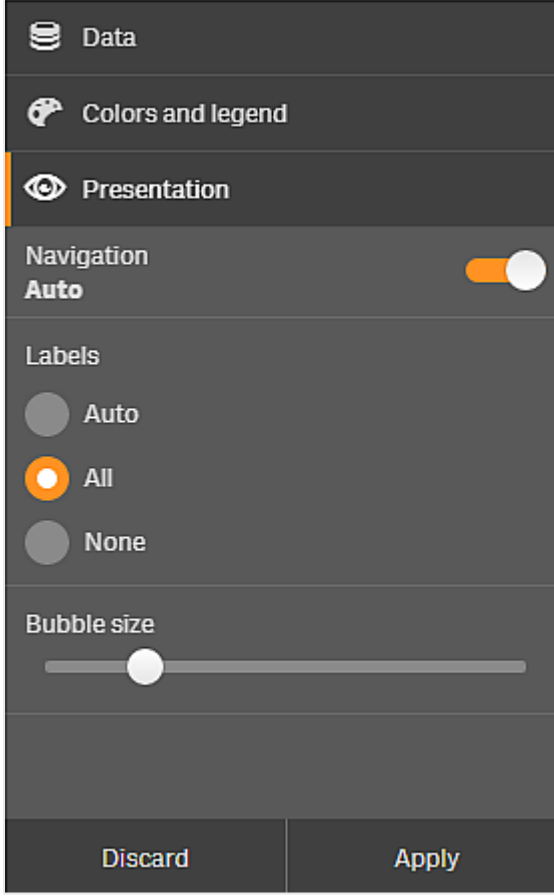 Data
Colors and legend
Presentation
Navigation
Auto
Labels
Auto
All
None
Bubble size
Discard
Apply